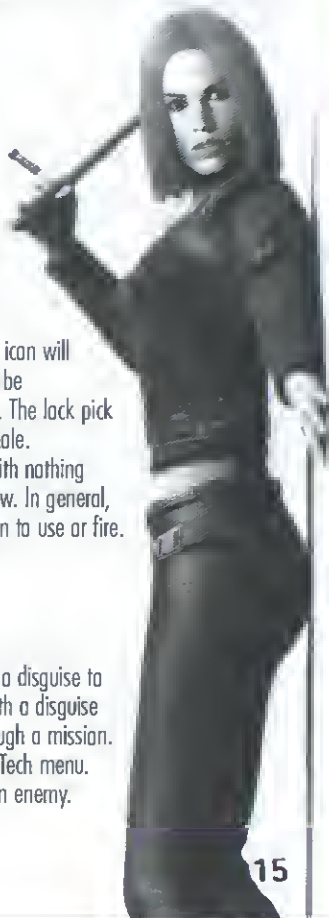 icon will
be
. The lock pick
ole.
ith nothing
w. In general,
n to use or fire.
a disguise to
th a disguise
ugh a mission.
Tech menu.
n enemy.
15